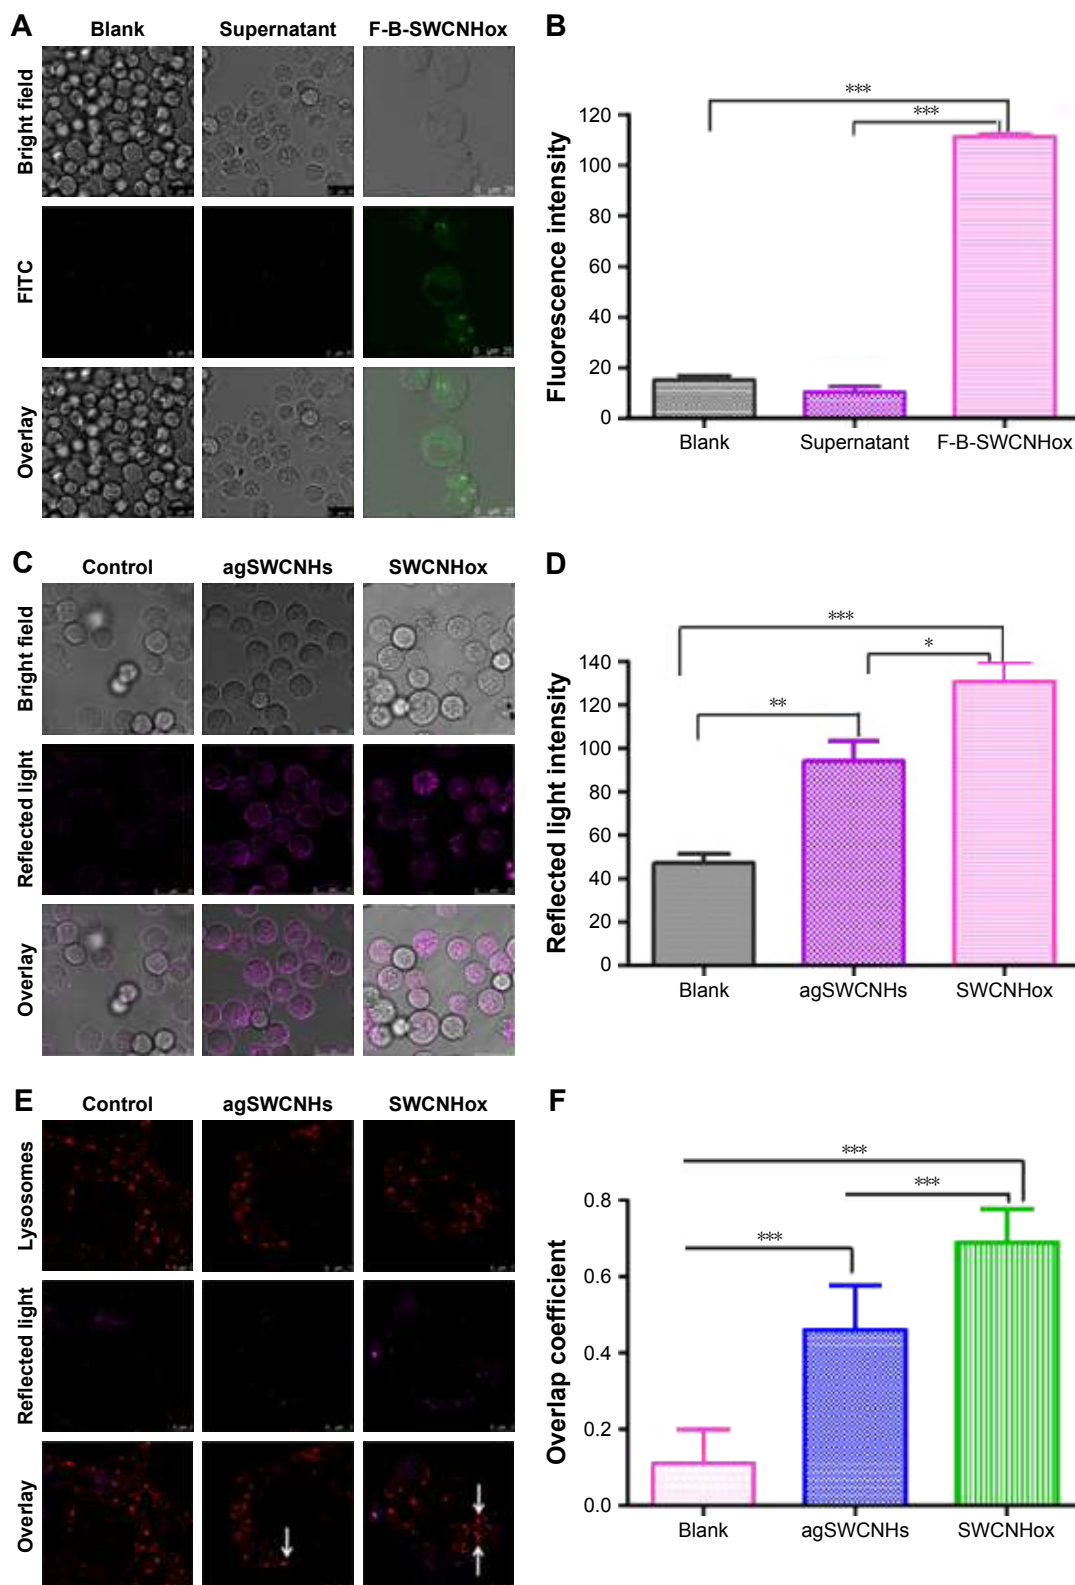 A
Blank Supernatant F-B-SWCNHox
Bright field
FITC
Overlay
B
Fluorescence intensity
120
100
80
60
40
20
0
***
***
Blank Supernatant F-B-SWCNHox
C
Control agSWCNHs SWCNHox
Bright field
Reflected light
Overlay
D
Reflected light intensity
140
120
100
80
60
40
20
0
***
*
**
Blank agSWCNHs SWCNHox
E
Control agSWCNHs SWCNHox
Lysosomes
Reflected light
Overlay
F
Overlap coefficient
0.8
0.6
0.4
0.2
0.0
***
***
***
Blank agSWCNHs SWCNHox